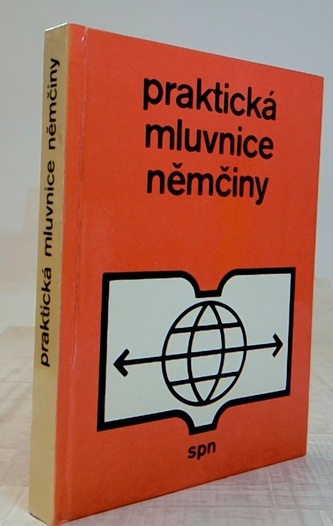 praktická mluvnice němčiny
praktická
mluvnice
němčiny
spn